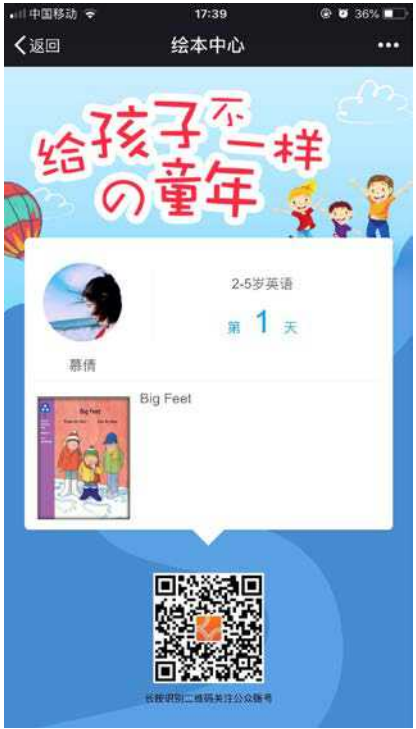 中国移动
17:39
36%
返回
绘本中心
给孩子不一样
の童年
2-5岁英语
第 1 天
慕倩
Big Feet
Big Feet
长按识别二维码关注公众账号